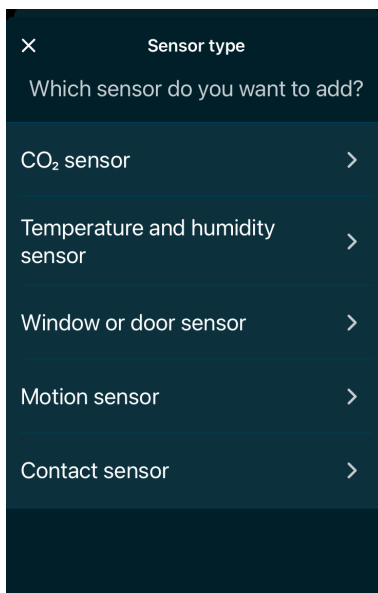 Sensor type
Which sensor do you want to add?
CO₂ sensor
Temperature and humidity
sensor
Window or door sensor
Motion sensor
Contact sensor